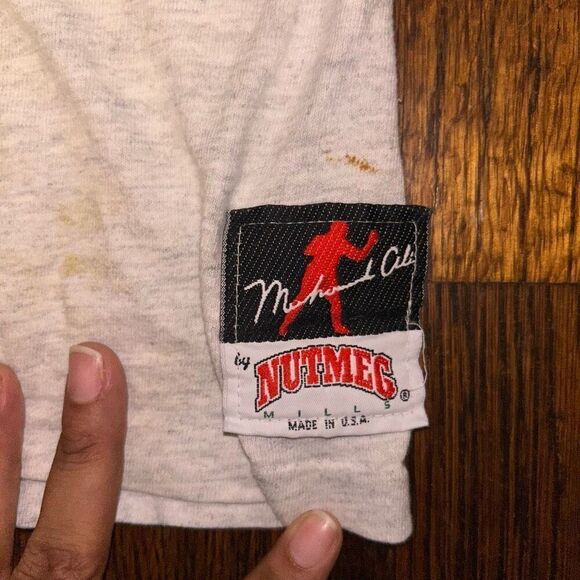 Muhammad Ali
by
NUTMEG
®
MILLS
MADE IN U.S.A.